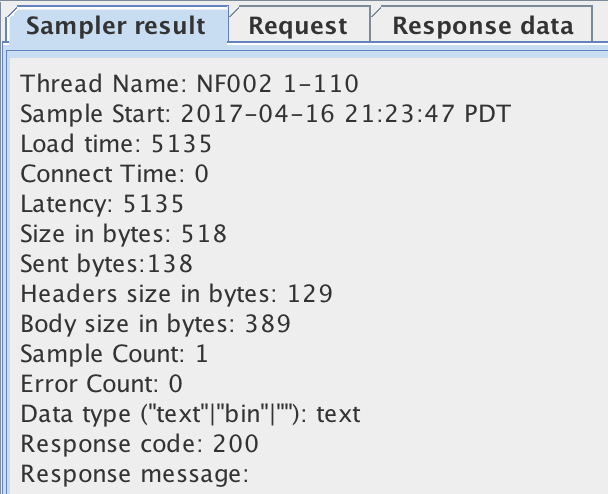 Sampler result Request Response data
Thread Name: NF002 1-110
Sample Start: 2017-04-16 21:23:47 PDT
Load time: 5135
Connect Time: 0
Latency: 5135
Size in bytes: 518
Sent bytes:138
Headers size in bytes: 129
Body size in bytes: 389
Sample Count: 1
Error Count: 0
Data type ("text"|"bin"|""): text
Response code: 200
Response message: